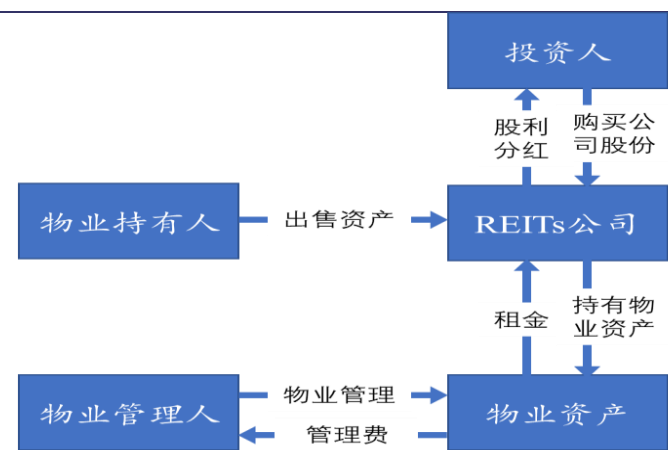 投资人
股利
分红
购买公
司股份
物业持有人
出售资产
REITs公司
租金
持有物
业资产
物业管理人
物业管理
管理费
物业资产